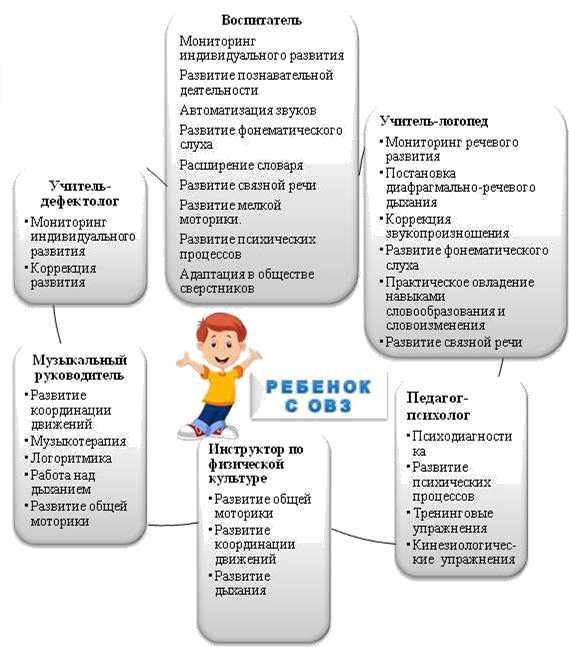 Воспитатель
Мониторинг
индивидуального развития
Развитие познавательной
деятельности
Автоматизация звуков
Развитие фонематического
слуха
Расширение словаря
Развитие связной речи
Развитие мелкой
моторики.
Развитие психических
процессов
Адаптация в обществе
сверстников
Учитель-логопед
• Мониторинг речевого
развития
• Постановка
диафрагмально-речевого
дыхания
• Коррекция
звукопроизношения
• Развитие фонематического
слуха
• Практическое овладение
навыками
словообразования и
словоизменения
• Развитие связной речи
Педагог-
психолог
• Психодиагности
ка
• Развитие
психических
процессов
• Тренинговые
упражнения
• Кинезиологичес-
кие упражнения
Инструктор по
физической
культуре
• Развитие общей
моторики
• Развитие
координации
движений
• Развитие
дыхания
Музыкальный
руководитель
• Развитие
координации
движений
• Музыкотерапия
• Логоритмика
• Работа над
дыханием
• Развитие общей
моторики
Учитель-
дефектолог
• Мониторинг
индивидуального
развития
• Коррекция
развития
РЕБЕНОК
С ОВЗ